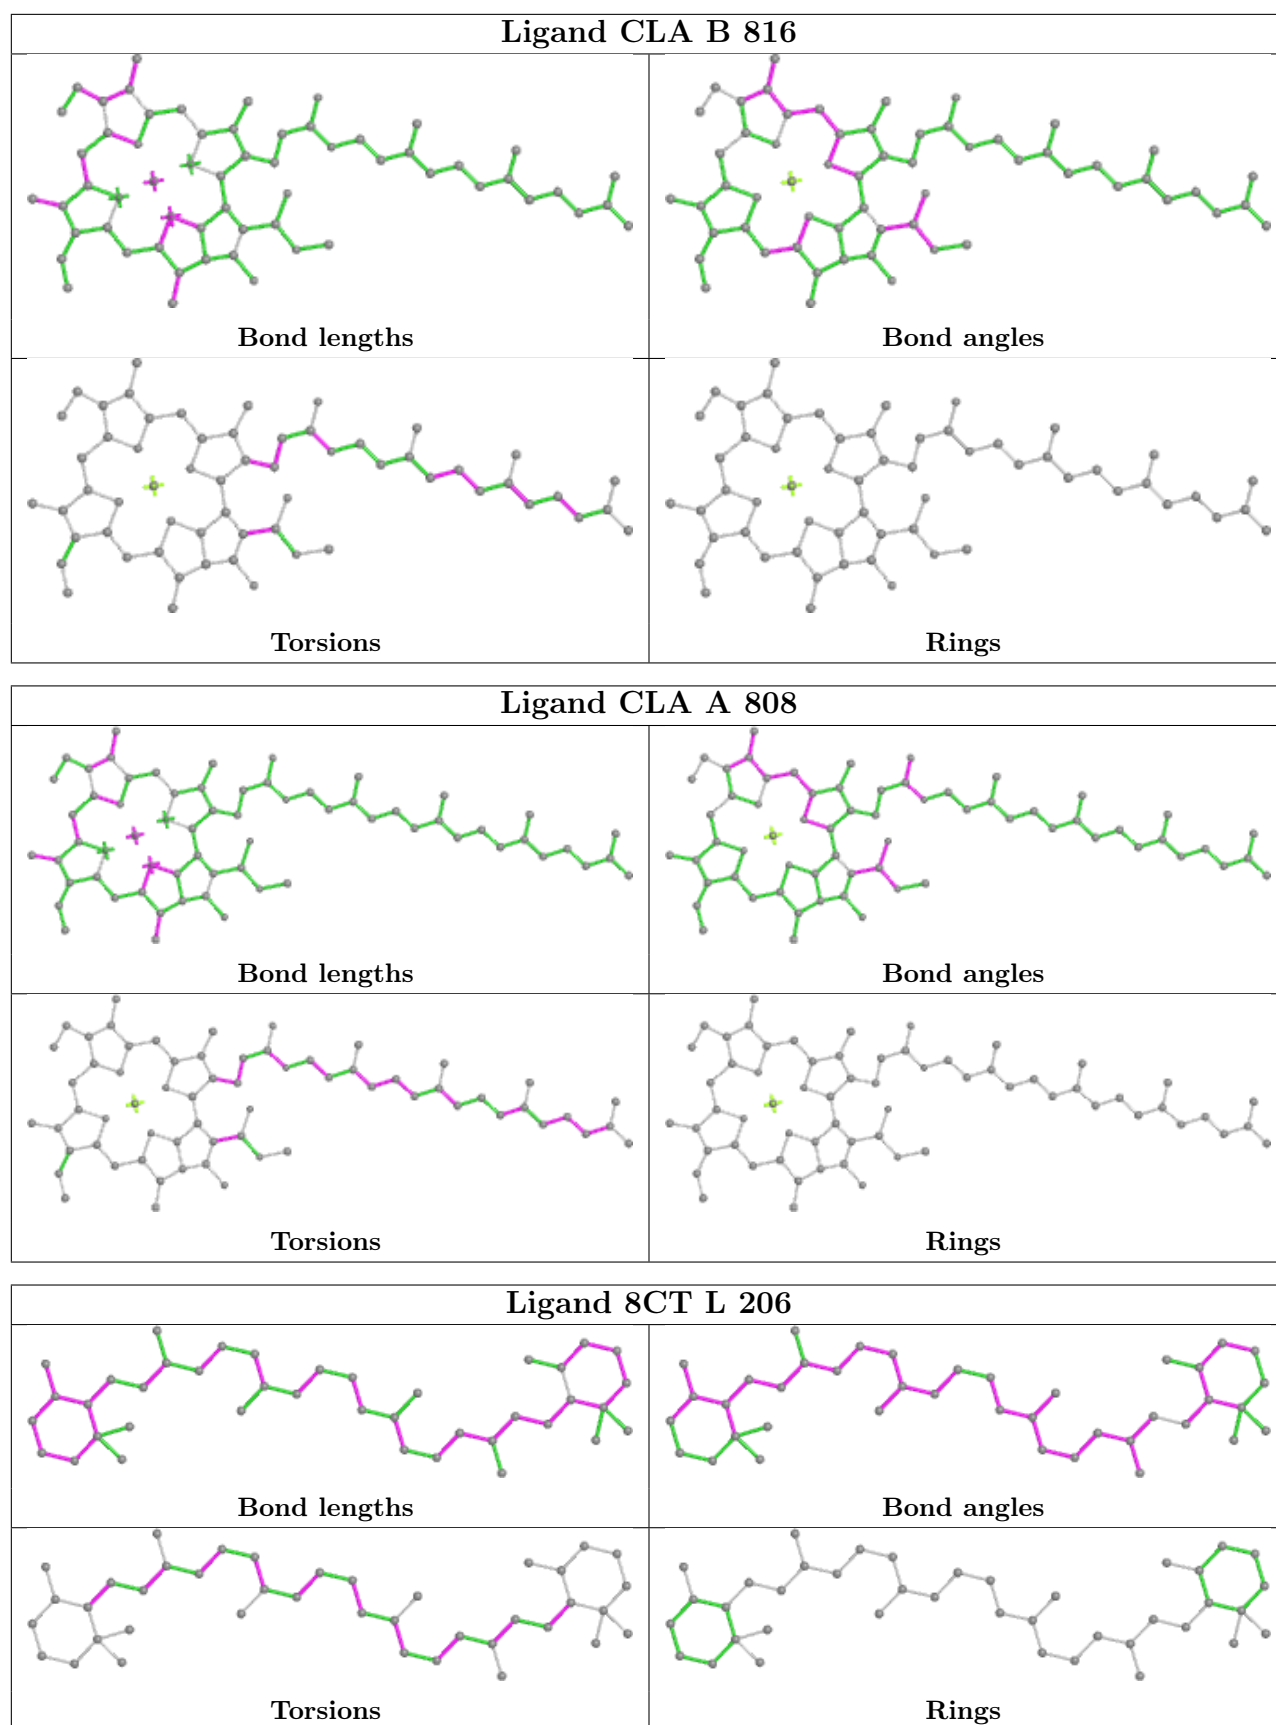 Ligand CLA B 816
Bond lengths
Bond angles
Torsions
Rings
Ligand CLA A 808
Bond lengths
Bond angles
Torsions
Rings
Ligand 8CT L 206
Bond lengths
Bond angles
Torsions
Rings